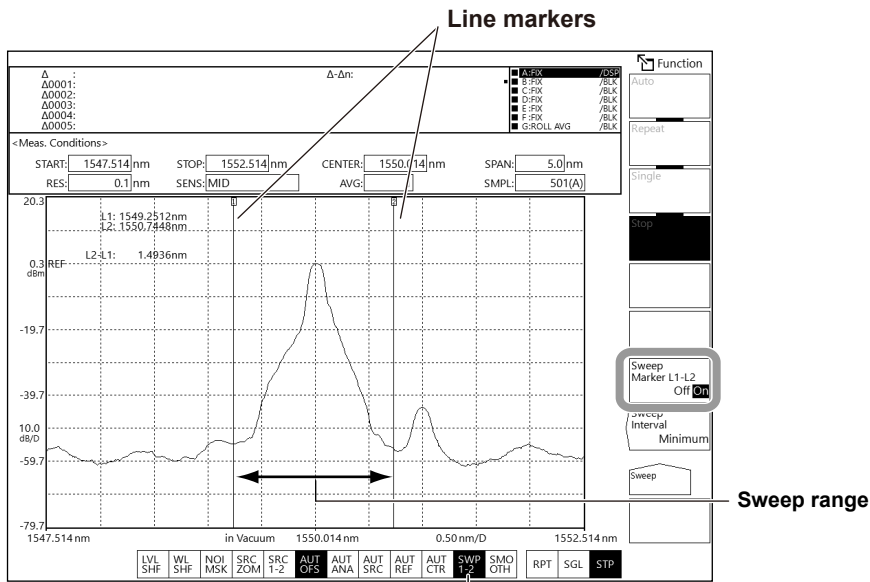 Line markers
Function
Δ :
Δ0001:
Δ0002:
Δ0003:
Δ0004:
Δ0005:
Δ-Δn:
A:FIX /DSP
B:FIX /BLK
C:FIX /BLK
D:FIX /BLK
E:FIX /BLK
F:FIX /BLK
G:ROLL AVG /BLK
<Meas. Conditions>
START: 1547.514 nm STOP: 1552.514 nm CENTER: 1550.014 nm SPAN: 5.0 nm
RES: 0.1 nm SENS: MID AVG: SMPL: 501(A)
Auto
Repeat
Single
Stop
Sweep
Marker L1-L2
Off On
Sweep
Interval
Minimum
Sweep
20.3
1 2
L1: 1549.2512nm
L2: 1550.7448nm
L2-L1: 1.4936nm
0.3 REF
dBm
-19.7
-39.7
10.0
dB/D
-59.7
-79.7
Sweep range
1547.514 nm in Vacuum 1550.014 nm 0.50 nm/D 1552.514 nm
LVL SHF WL SHF NOI MSK SRC ZOM SRC 1-2 AUT OFS AUT ANA AUT SRC AUT REF AUT CTR SWP 1-2 SMO OTH RPT SGL STP